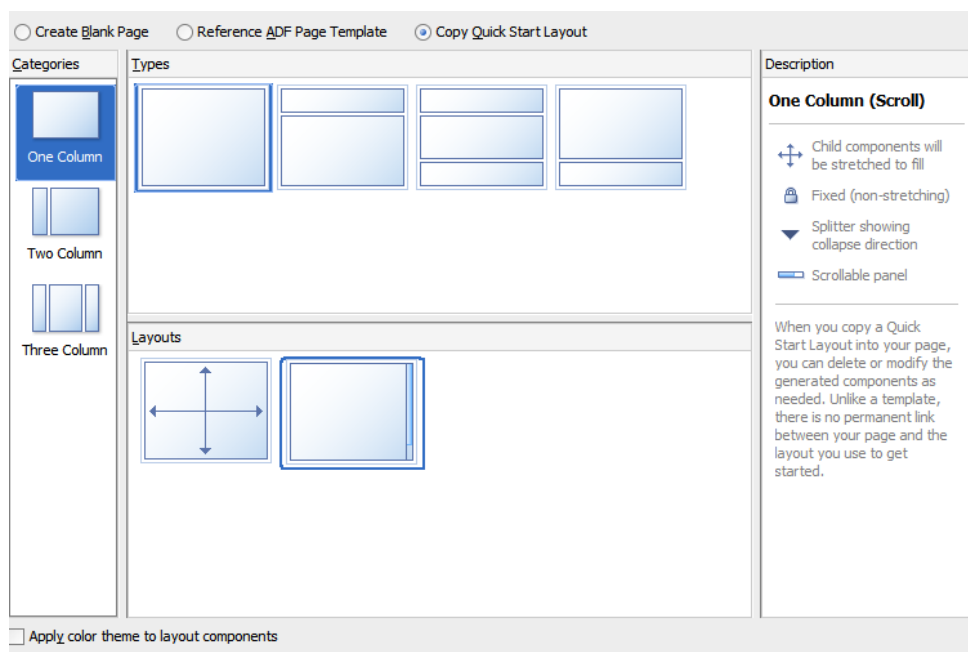 Create Blank Page
Reference ADF Page Template
Copy Quick Start Layout
Categories
Types
Description
One Column
Two Column
Three Column
Layouts
One Column (Scroll)
Child components will
be stretched to fill
Fixed (non-stretching)
Splitter showing
collapse direction
Scrollable panel
When you copy a Quick
Start Layout into your page,
you can delete or modify the
generated components as
needed. Unlike a template,
there is no permanent link
between your page and the
layout you use to get
started.
Apply color theme to layout components